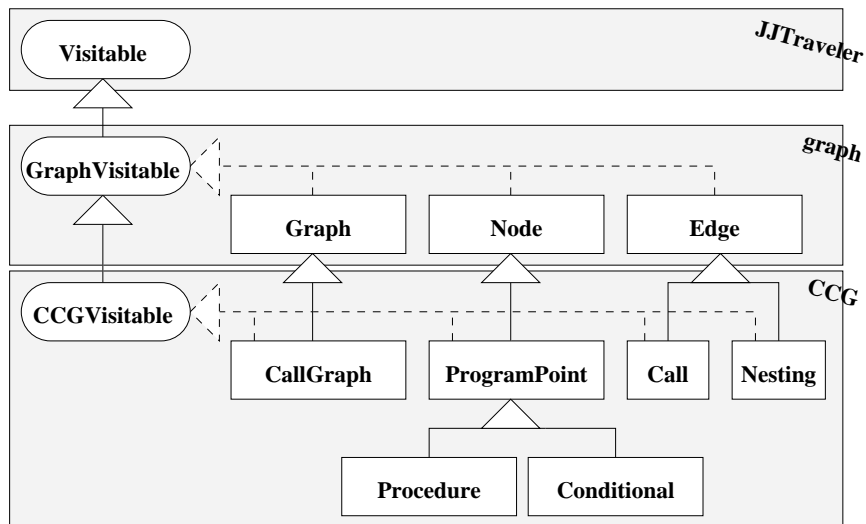 JJTraveler
Visitable
graph
GraphVisitable
Graph
Node
Edge
CCG
CCGVisitable
CallGraph
ProgramPoint
Call
Nesting
Procedure
Conditional